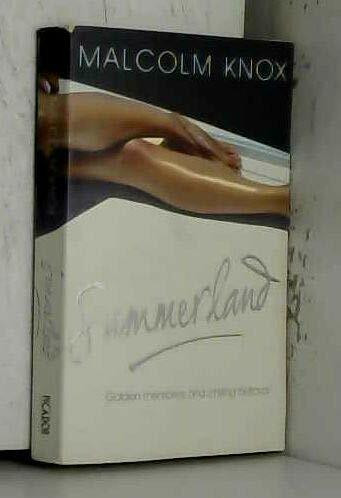 MALCOLM KNOX
Summerland
Golden memories and chilling betrayal
PICADOR